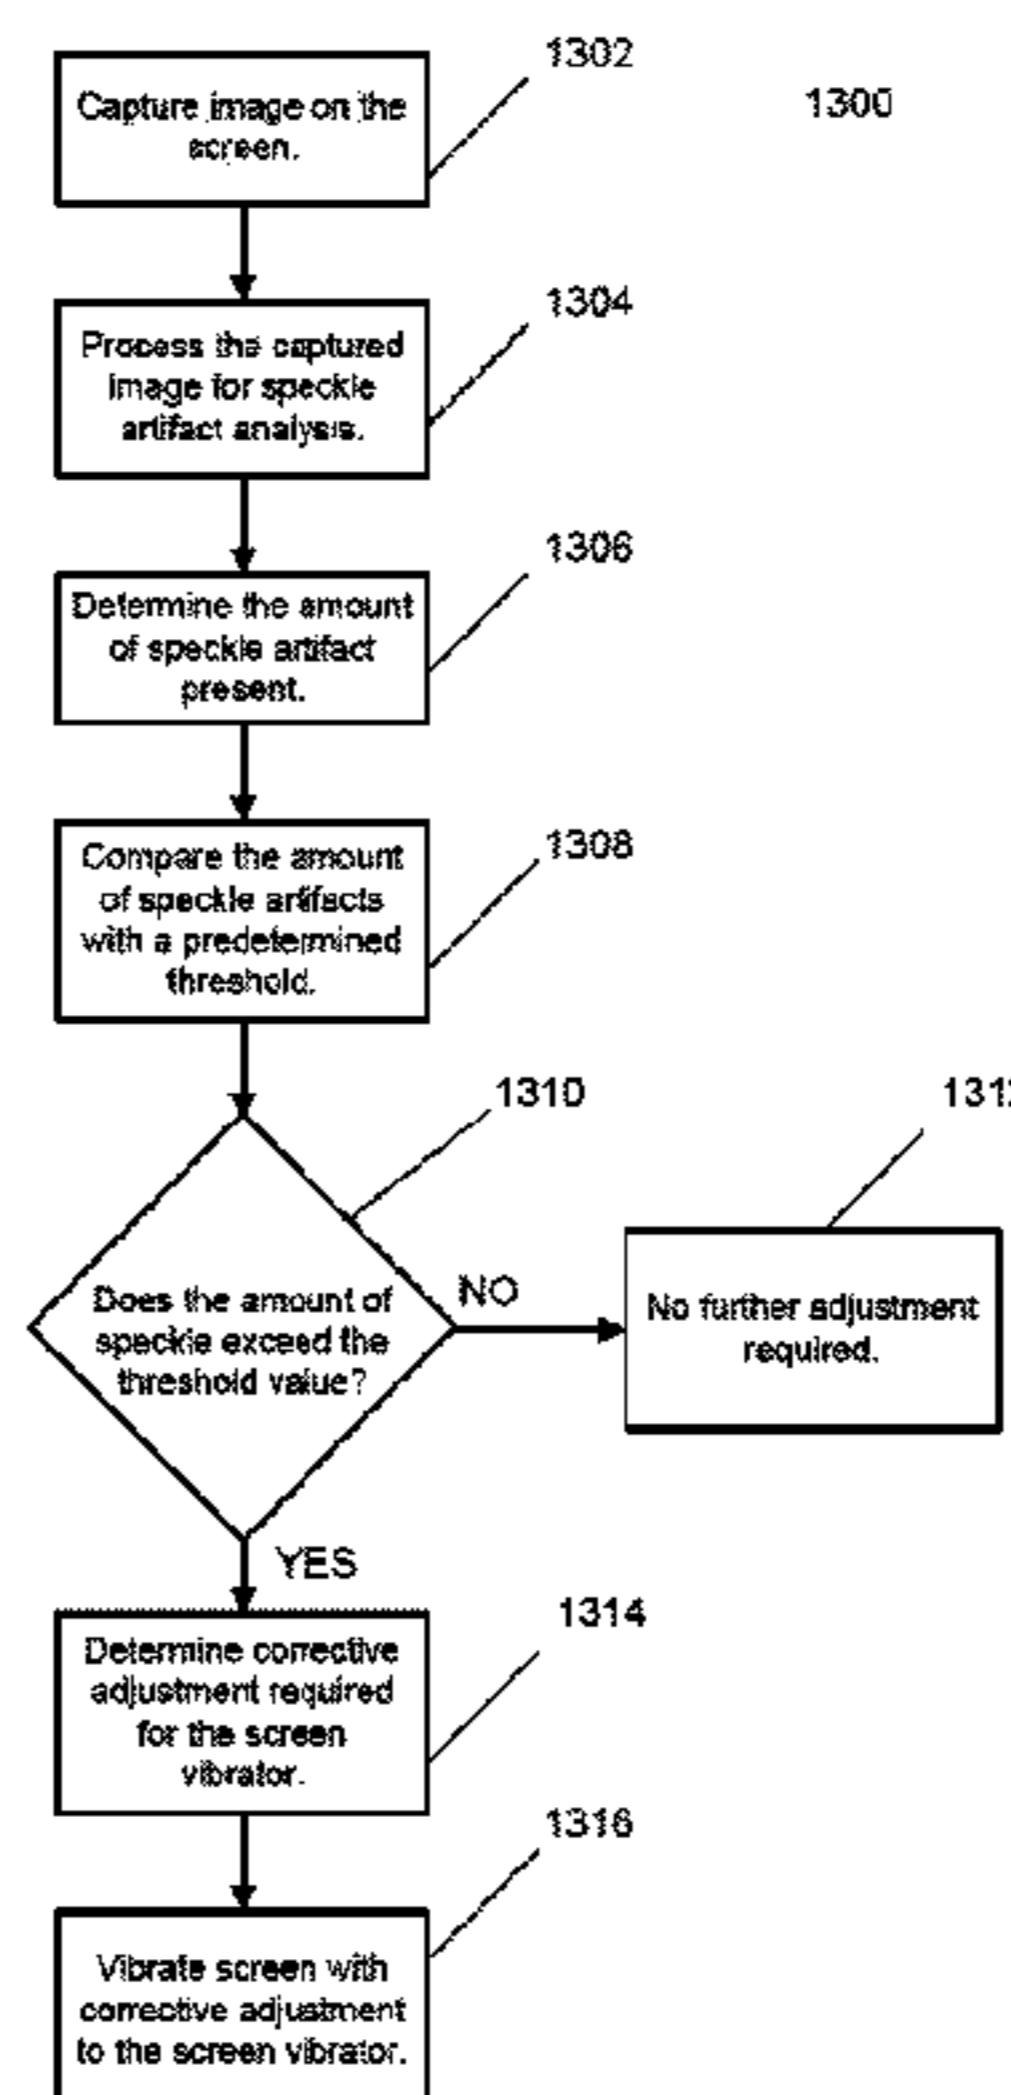 1302
1300
Capture image on the
screen.
1304
Process the captured
image for speckle
artifact analysis.
1306
Determine the amount
of speckle artifact
present.
1308
Compare the amount
of speckle artifacts
with a predetermined
threshold.
1310
Does the amount of
speckle exceed the
threshold value?
NO
No further adjustment
required.
YES
1314
Determine corrective
adjustment required
for the screen
vibrator.
1316
Vibrate screen with
corrective adjustment
to the screen vibrator.